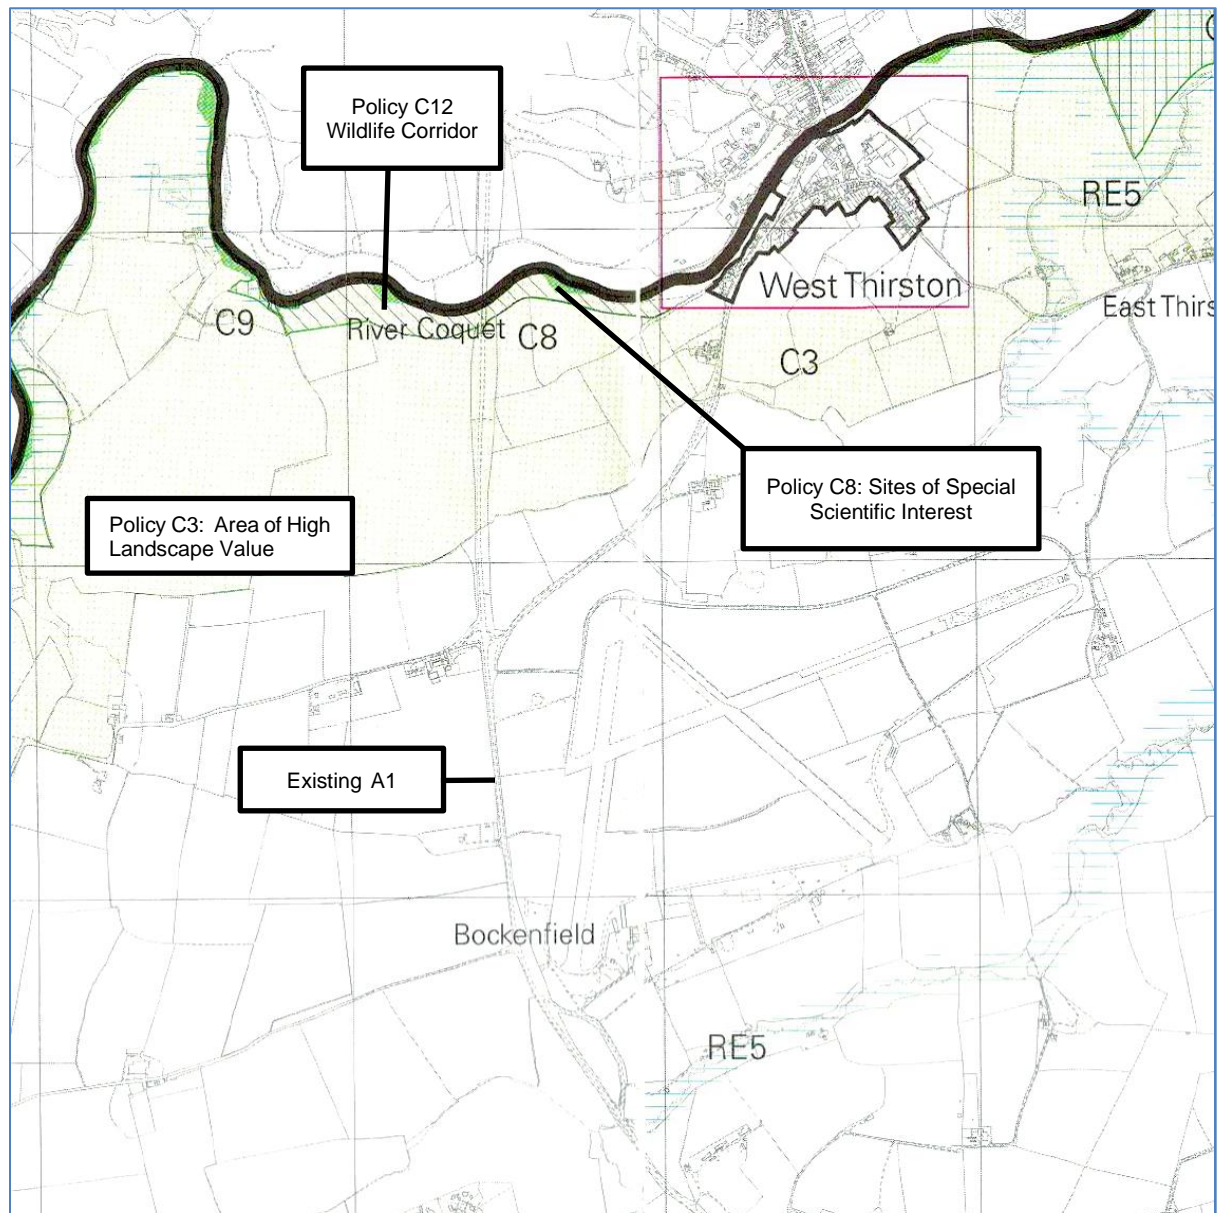 Policy C12
Wildlife Corridor
RE5
West Thirston
East Thirs
C9
River Coquet
C8
C3
Policy C8: Sites of Special
Scientific Interest
Policy C3: Area of High
Landscape Value
Existing A1
Bockenfield
RE5